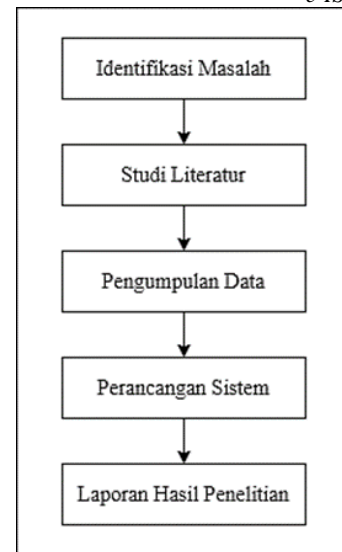 Identifikasi Masalah
Studi Literatur
Pengumpulan Data
Perancangan Sistem
Laporan Hasil Penelitian